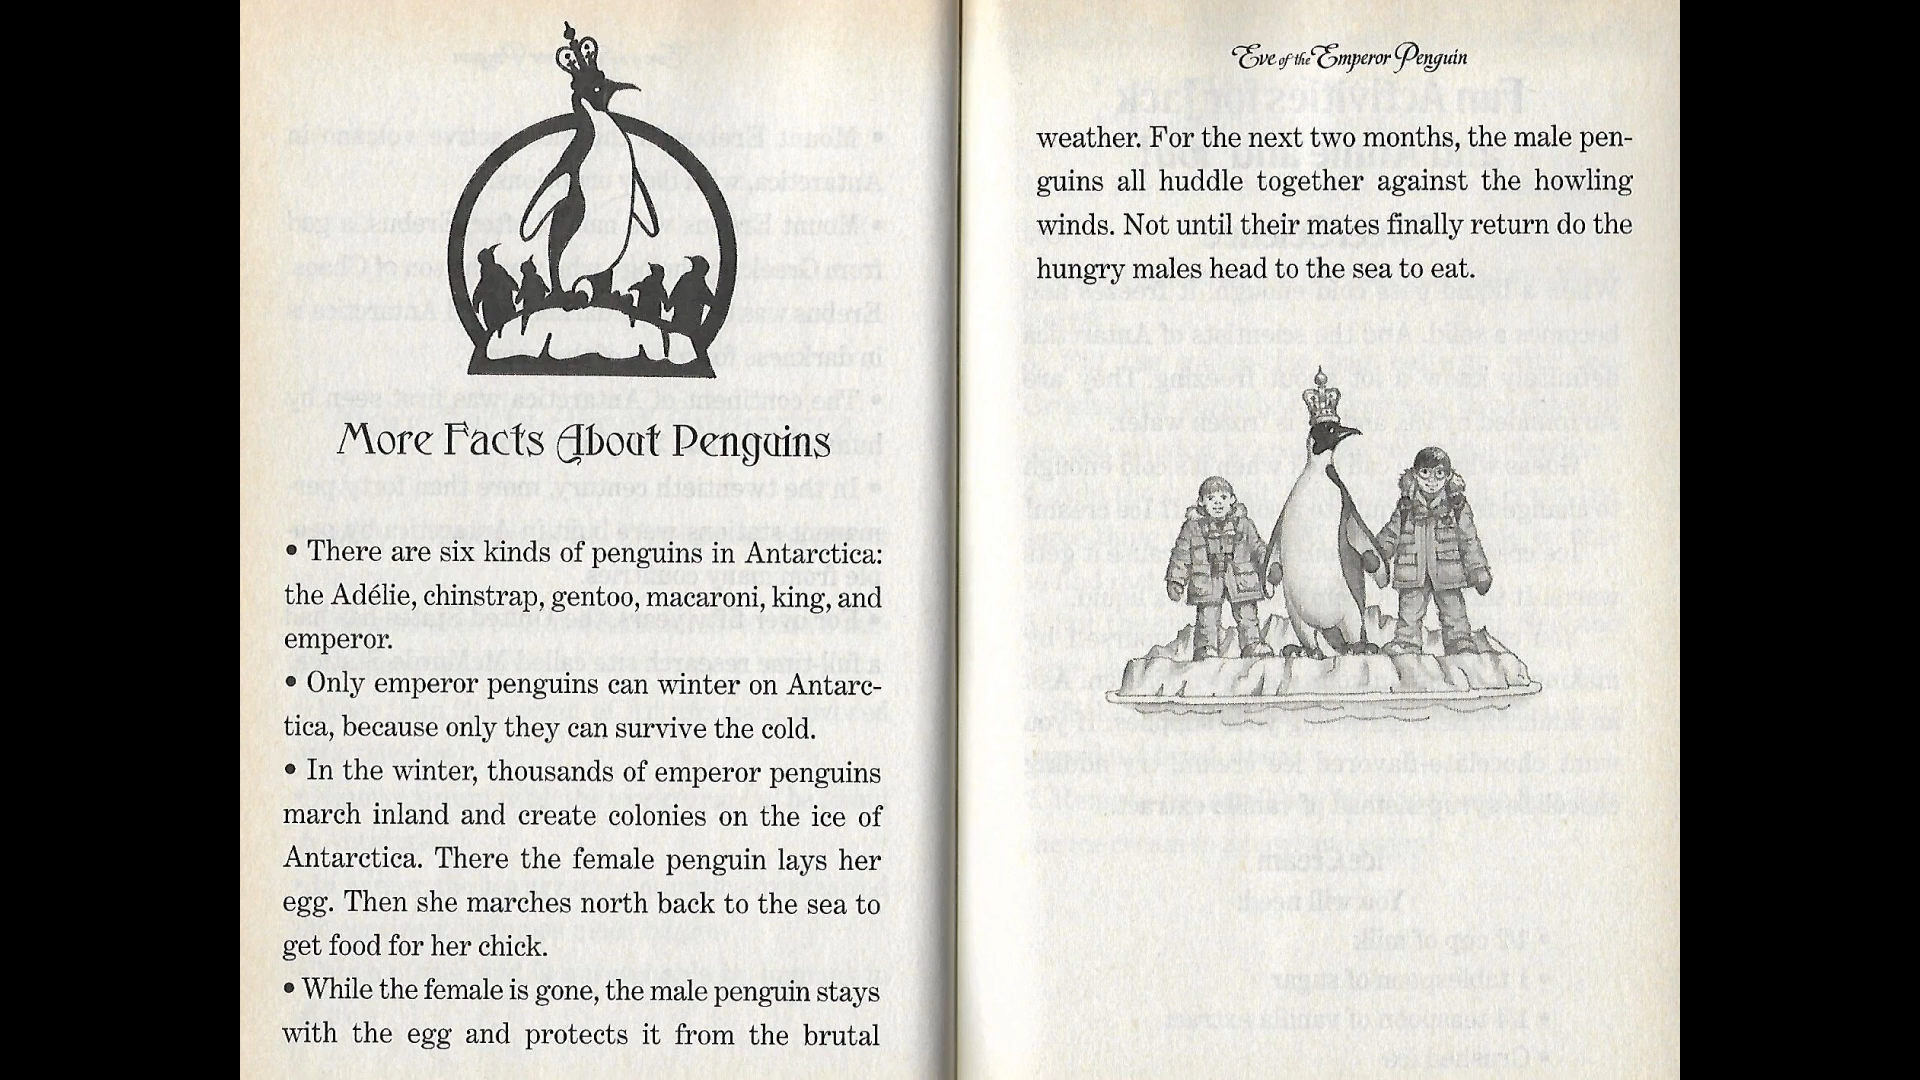 More Facts About Penguins
• There are six kinds of penguins in Antarctica:
the Adélie, chinstrap, gentoo, macaroni, king, and
emperor.
• Only emperor penguins can winter on Antarc-
tica, because only they can survive the cold.
• In the winter, thousands of emperor penguins
march inland and create colonies on the ice of
Antarctica. There the female penguin lays her
egg. Then she marches north back to the sea to
get food for her chick.
• While the female is gone, the male penguin stays
with the egg and protects it from the brutal
Eve of the Emperor Penguin
weather. For the next two months, the male pen-
guins all huddle together against the howling
winds. Not until their mates finally return do the
hungry males head to the sea to eat.